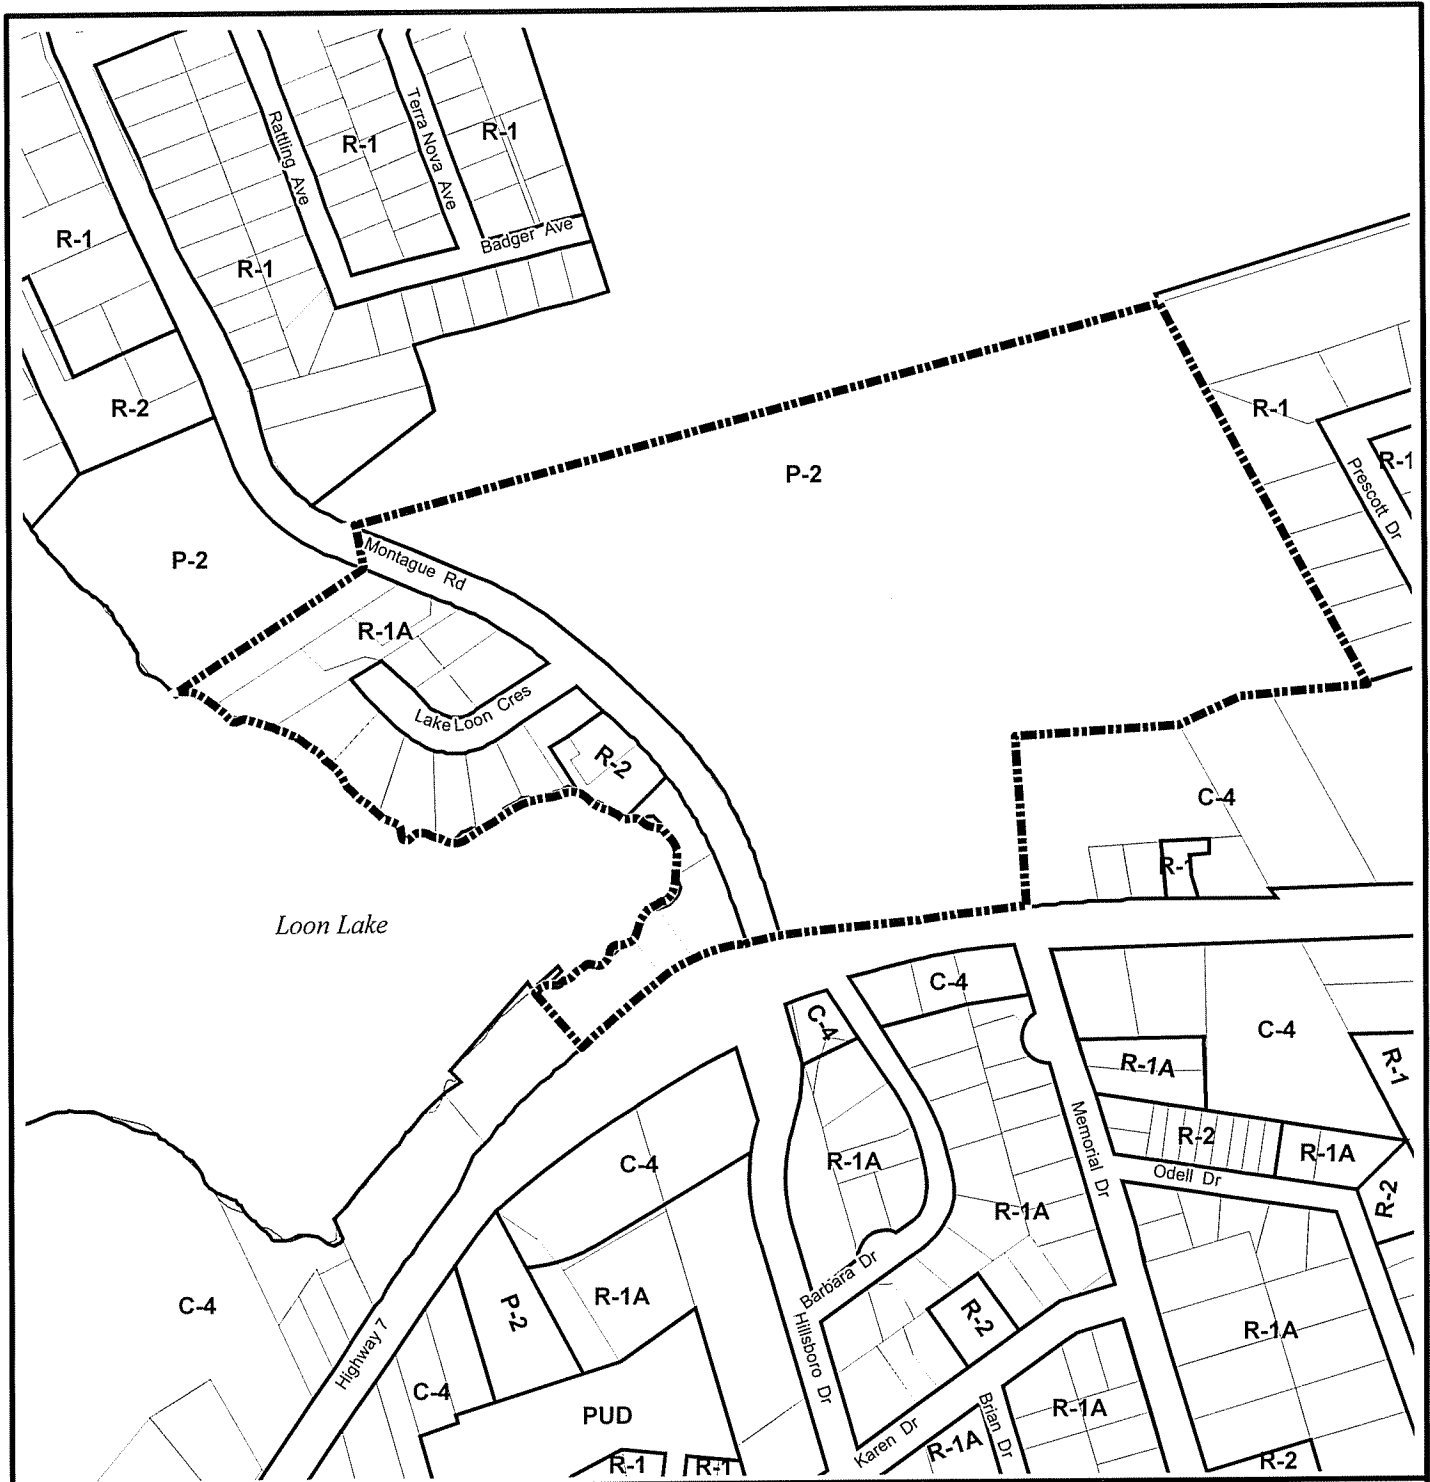 Rattling Ave
R-1
Terra Nova Ave
R-1
R-1
Badger Ave
R-1
R-2
R-1
P-2
R-1
Prescott Dr
P-2
Montague Rd
R-1A
Lake Loon Cres
R-2
C-4
R-1
Loon Lake
C-4
C-4
C-4
R-1A
R-1
Memorial Dr
R-2
R-1A
C-4
R-1A
Odell Dr
R-2
R-1A
Barbara Dr
C-4
P-2
R-1A
R-2
Hillsboro Dr
R-1A
Highway 7
C-4
PUD
Brian Dr
R-1A
Karen Dr
R-1A
R-1
R-1
R-2
R-1